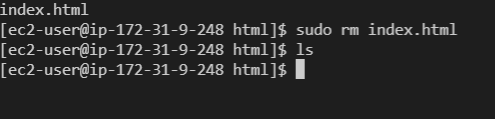 index.html
[ec2-user@ip-172-31-9-248 html]$ sudo rm index.html
[ec2-user@ip-172-31-9-248 html]$ ls
[ec2-user@ip-172-31-9-248 html]$